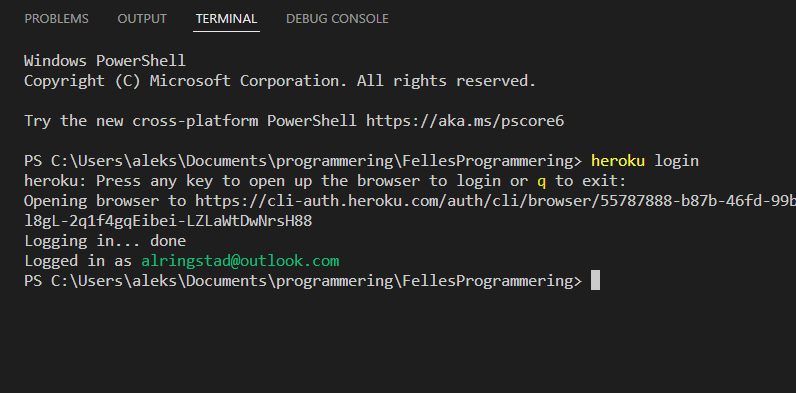 PROBLEMS OUTPUT TERMINAL DEBUG CONSOLE
Windows PowerShell
Copyright (C) Microsoft Corporation. All rights reserved.
Try the new cross-platform PowerShell https://aka.ms/pscore6
PS C:\Users\aleks\Documents\programmering\FellesProgrammering> heroku login
heroku: Press any key to open up the browser to login or q to exit:
Opening browser to https://cli-auth.heroku.com/auth/cli/browser/55787888-b87b-46fd-99b
l8gL-2q1f4gqEibei-LZLaWtDwNrsH88
Logging in... done
Logged in as alringstad@outlook.com
PS C:\Users\aleks\Documents\programmering\FellesProgrammering>